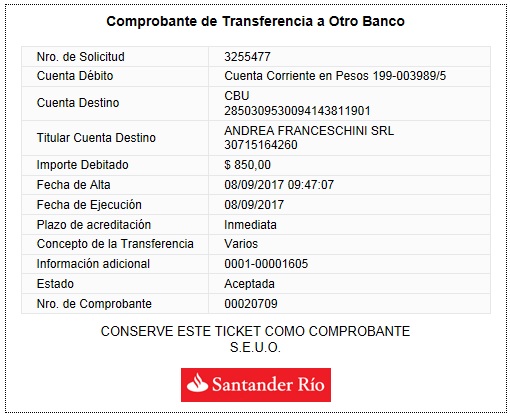 Comprobante de Transferencia a Otro Banco
Nro. de Solicitud 3255477
Cuenta Débito Cuenta Corriente en Pesos 199-003989/5
Cuenta Destino CBU
2850309530094143811901
Titular Cuenta Destino ANDREA FRANCESCHINI SRL
30715164260
Importe Debitado $ 850,00
Fecha de Alta 08/09/2017 09:47:07
Fecha de Ejecución 08/09/2017
Plazo de acreditación Inmediata
Concepto de la Transferencia Varios
Información adicional 0001-00001605
Estado Aceptada
Nro. de Comprobante 00020709
CONSERVE ESTE TICKET COMO COMPROBANTE
S.E.U.O.
Santander Río